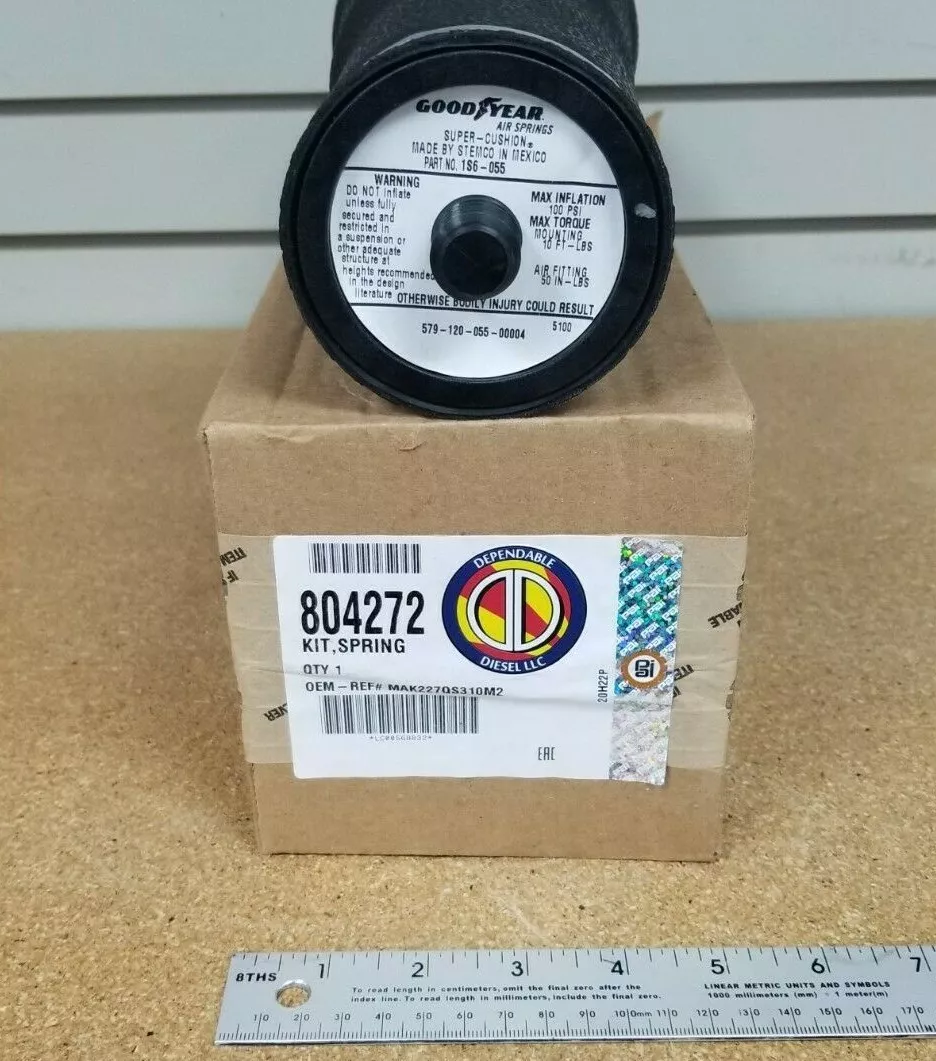 GOODYEAR
AIR SPRINGS
SUPER-CUSHION®
MADE BY STEMCO IN MEXICO
PART NO. 1S6-055
WARNING
DO NOT inflate
unless fully
secured and
restricted in
a suspension or
other adequate
structure at
heights recommended
in the design
literature OTHERWISE BODILY INJURY COULD RESULT
MAX INFLATION
100 PSI
MAX TORQUE
MOUNTING
10 FT-LBS
AIR FITTING
50 IN-LBS
579-120-055-00004
5100
ITEM
IF
804272
KIT,SPRING
QTY 1
OEM-REF# MAK227QS310M2
EAC
DEPENDABLE
DIESEL LLC
20H22P
8THS
1 2 3 4 5 6 7
To read length in centimeters, omit the final zero after the
index line. To read length in millimeters, include the final zero.
LINEAR METRIC UNITS AND SYMBOLS
1000 millimeters (mm) = 1 meter(m)
10 20 30 40 50 60 70 80 90 100mm 110 120 130 140 150 160 170